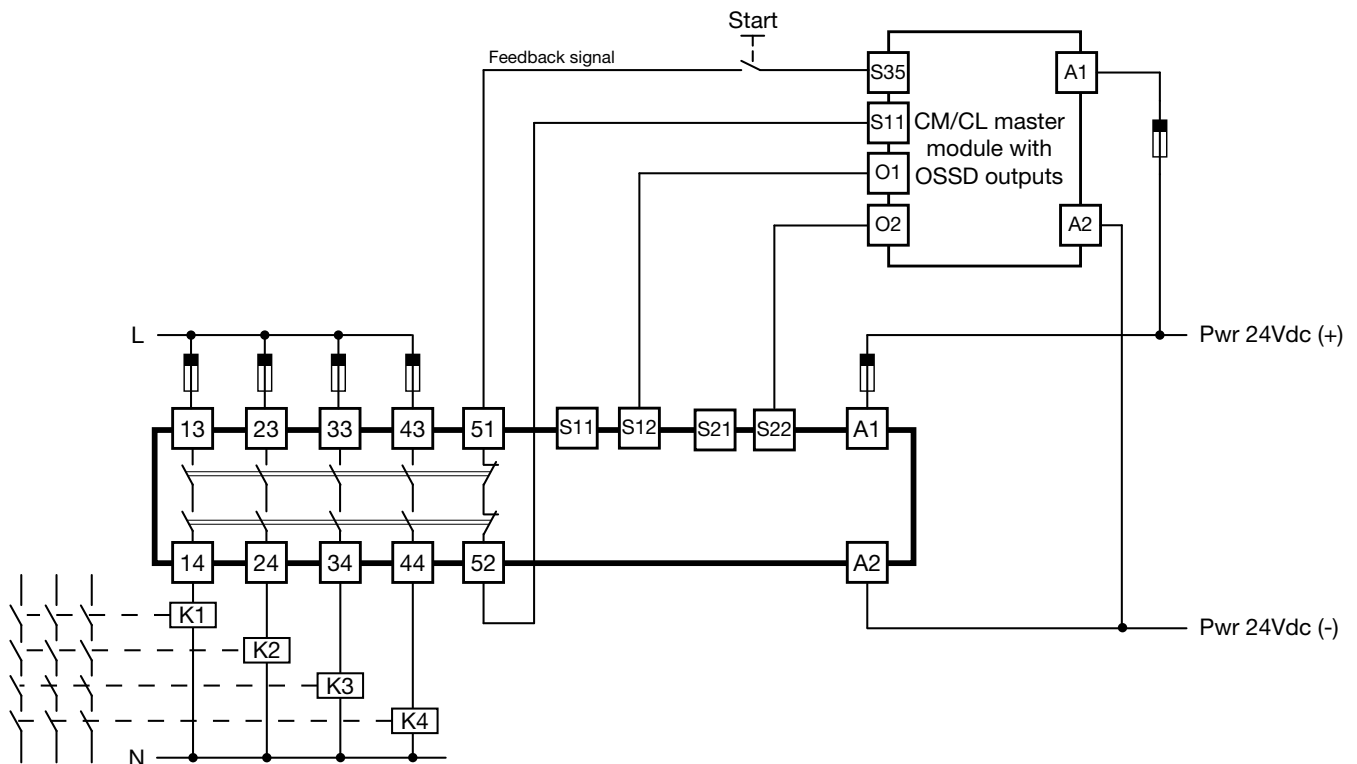 Start
Feedback signal
S35
A1
S11
CM/CL master
module with
OSSD outputs
O1
O2
A2
L
Pwr 24Vdc (+)
13
23
33
43
51
S11
S12
S21
S22
A1
14
24
34
44
52
A2
K1
K2
K3
K4
Pwr 24Vdc (-)
N